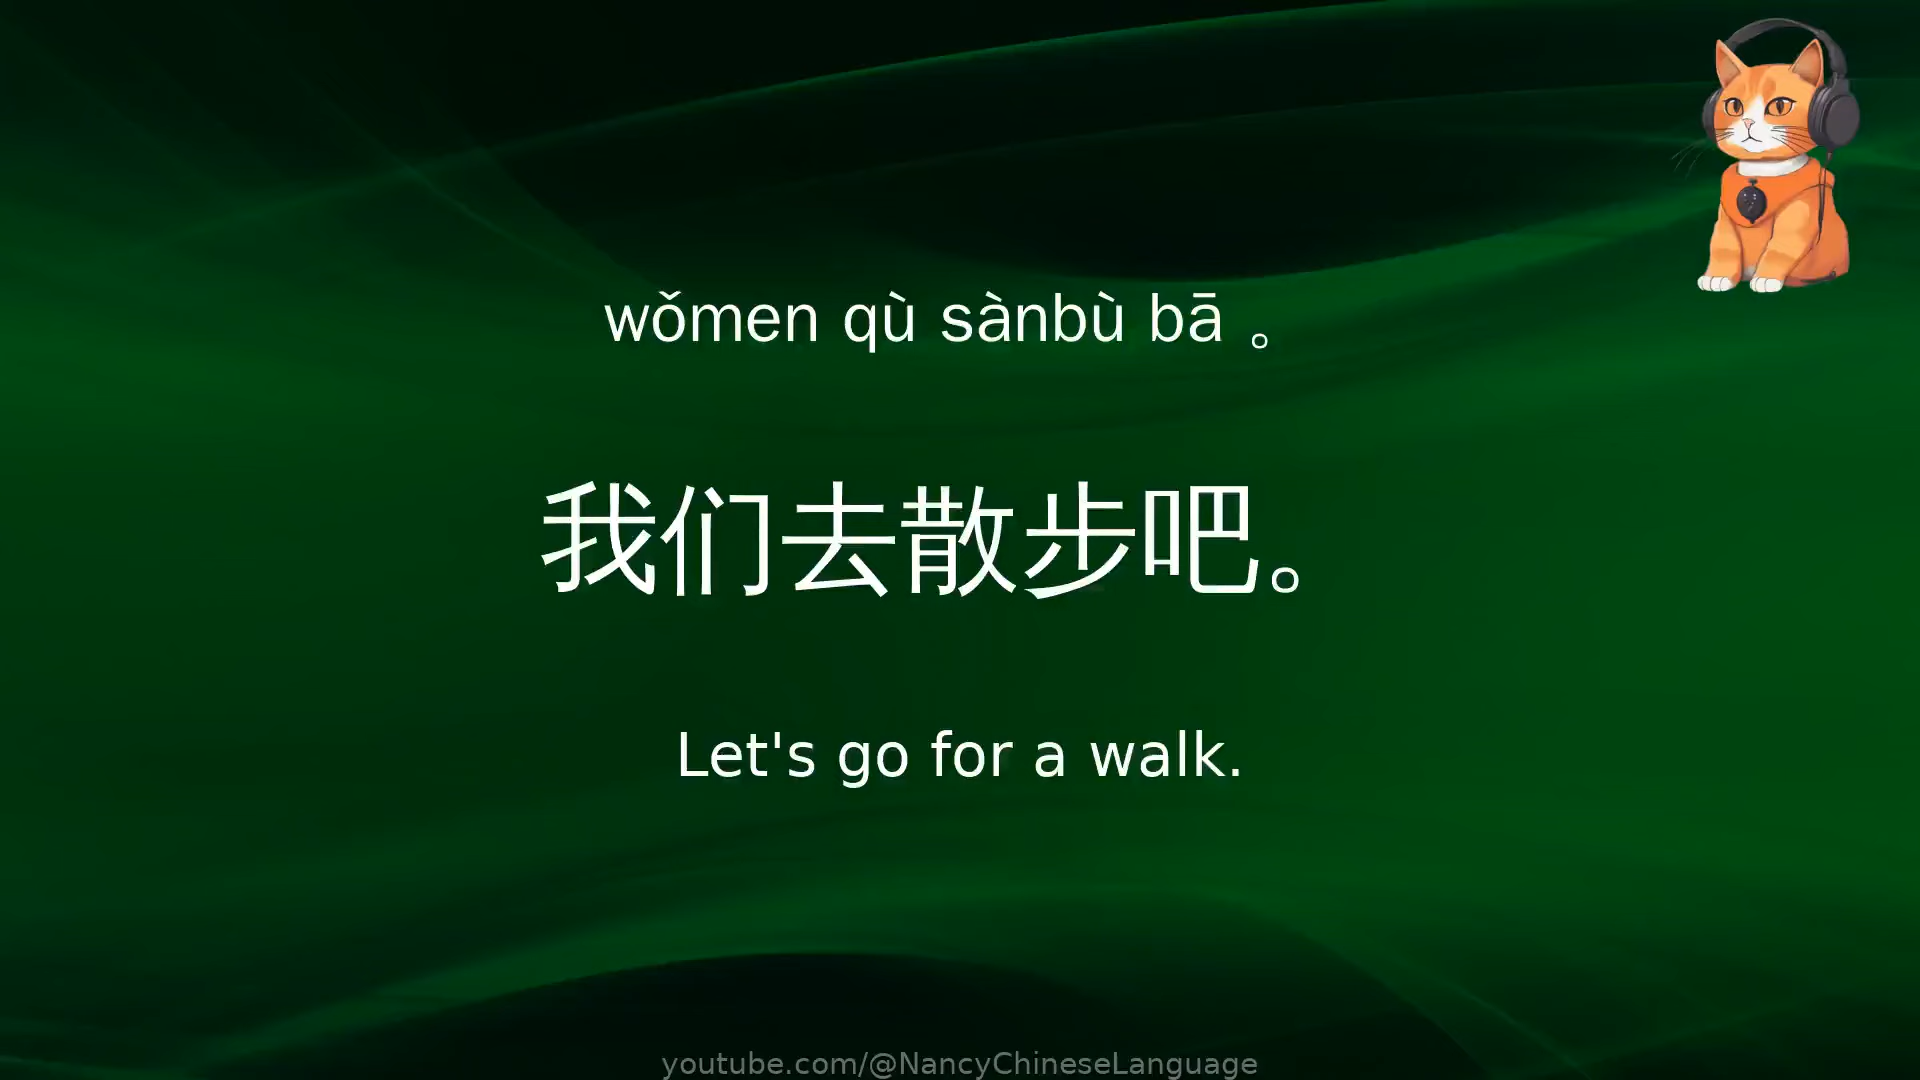 wǒmen qù sànbù bā 。
我们去散步吧。
Let's go for a walk.
youtube.com/@NancyChineseLanguage